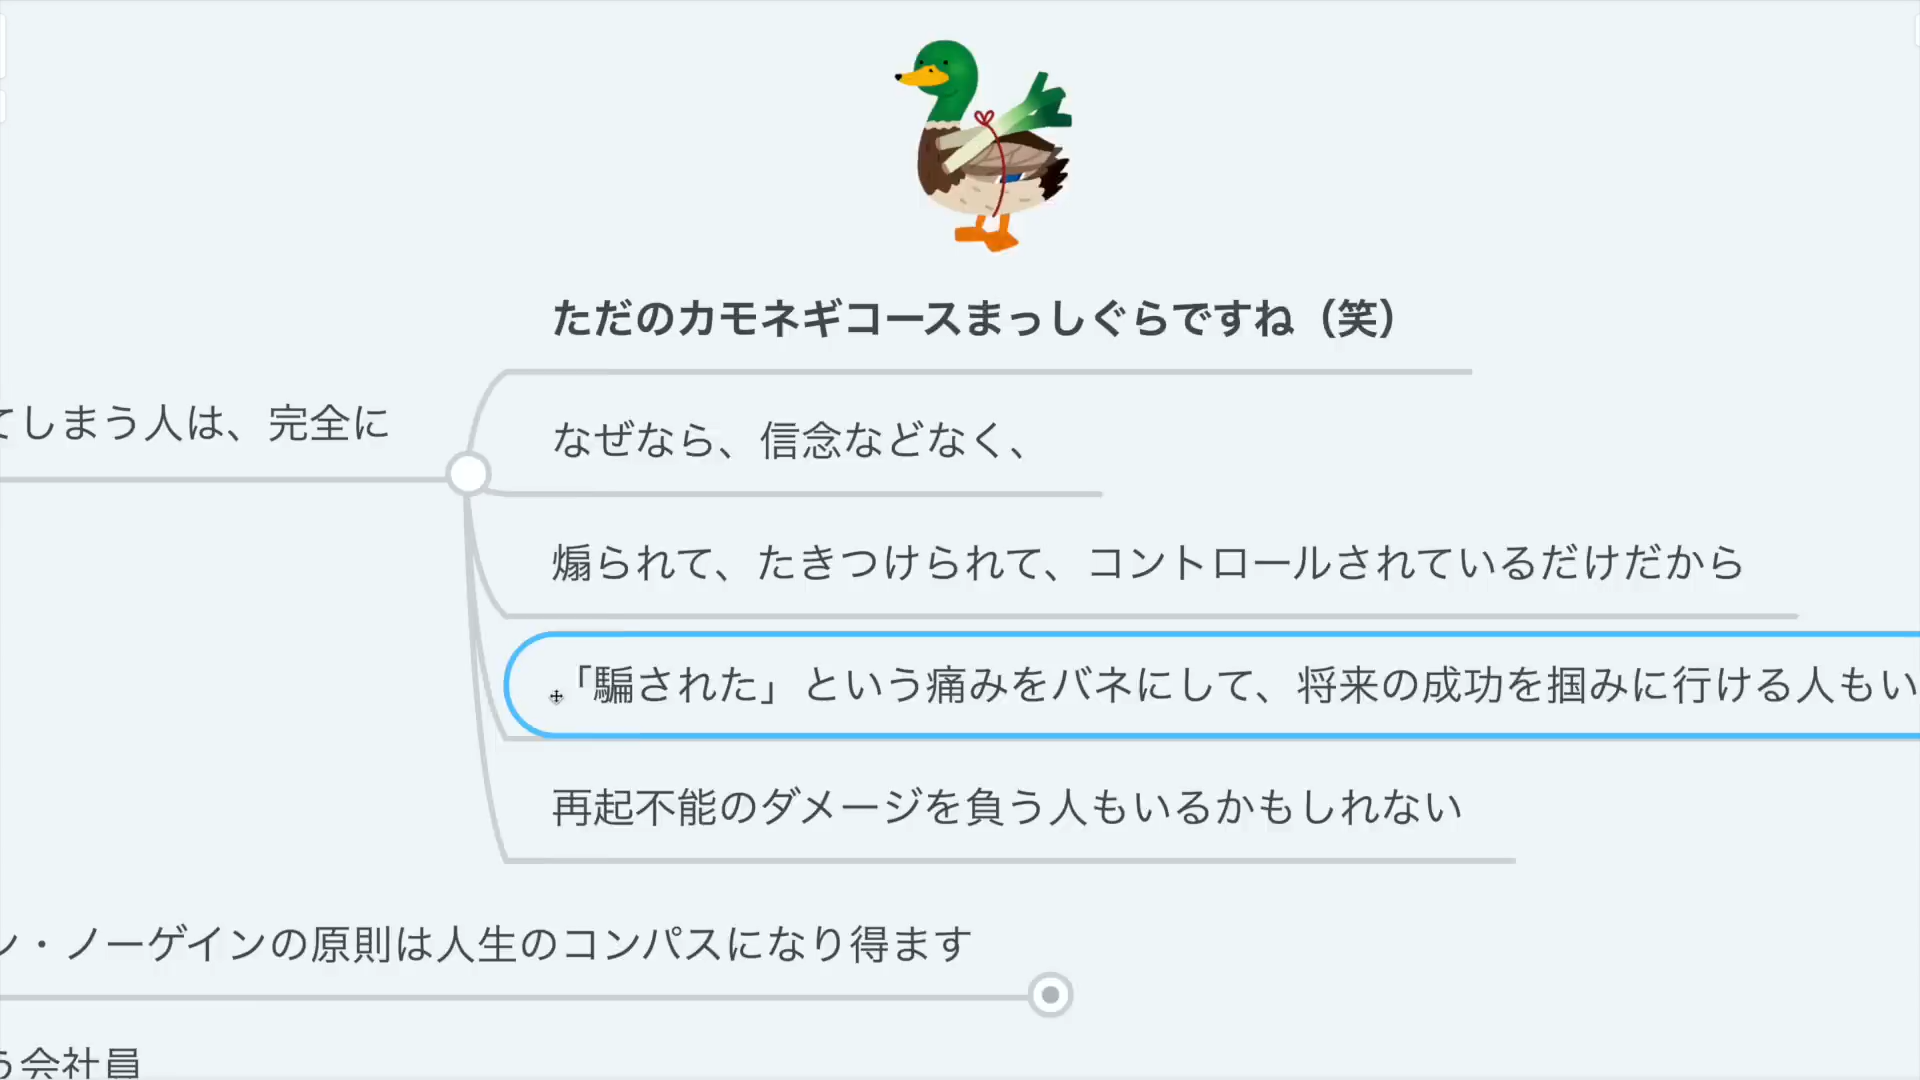 ただのカモネギコースまっしぐらですね（笑）
てしまう人は、完全に
なぜなら、信念などなく、
煽られて、たきつけられて、コントロールされているだけだから
「騙された」という痛みをバネにして、将来の成功を掴みに行ける人もい
再起不能のダメージを負う人もいるかもしれない
ン・ノーゲインの原則は人生のコンパスになり得ます
う会社員